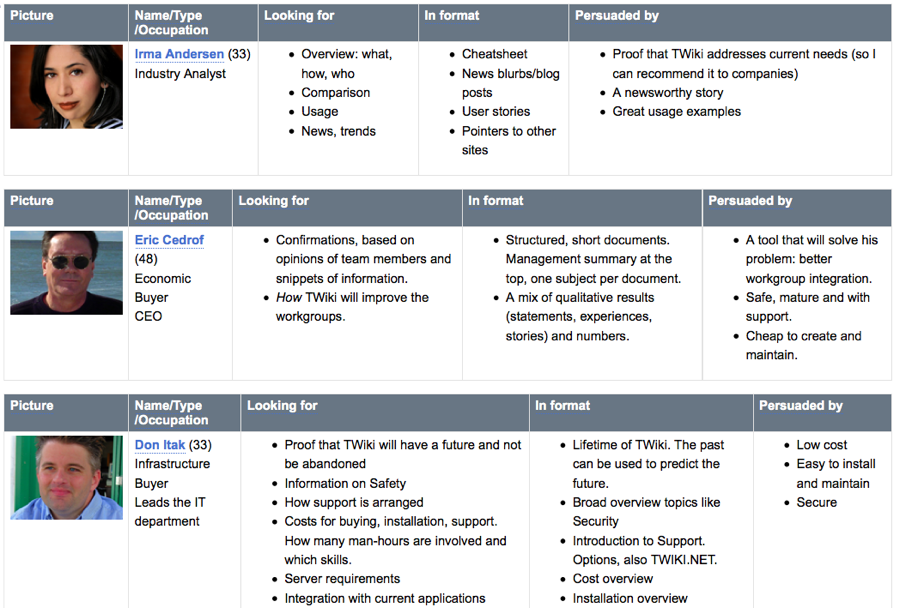 Picture
Name/Type
/Occupation
Looking for
In format
Persuaded by
Irma Andersen (33)
Industry Analyst
• Overview: what,
how, who
• Comparison
• Usage
• News, trends
• Cheatsheet
• News blurbs/blog
posts
• User stories
• Pointers to other
sites
• Proof that TWiki addresses current needs (so I
can recommend it to companies)
• A newsworthy story
• Great usage examples
Picture
Name/Type
/Occupation
Looking for
In format
Persuaded by
Eric Cedrof
(48)
Economic
Buyer
CEO
• Confirmations, based on
opinions of team members and
snippets of information.
• How TWiki will improve the
workgroups.
• Structured, short documents.
Management summary at the
top, one subject per document.
• A mix of qualitative results
(statements, experiences,
stories) and numbers.
• A tool that will solve his
problem: better
workgroup integration.
• Safe, mature and with
support.
• Cheap to create and
maintain.
Picture
Name/Type
/Occupation
Looking for
In format
Persuaded by
Don Itak (33)
Infrastructure
Buyer
Leads the IT
department
• Proof that TWiki will have a future and not
be abandoned
• Information on Safety
• How support is arranged
• Costs for buying, installation, support.
How many man-hours are involved and
which skills.
• Server requirements
• Integration with current applications
• Lifetime of TWiki. The past
can be used to predict the
future.
• Broad overview topics like
Security
• Introduction to Support.
Options, also TWIKI.NET.
• Cost overview
• Installation overview
• Low cost
• Easy to install
and maintain
• Secure